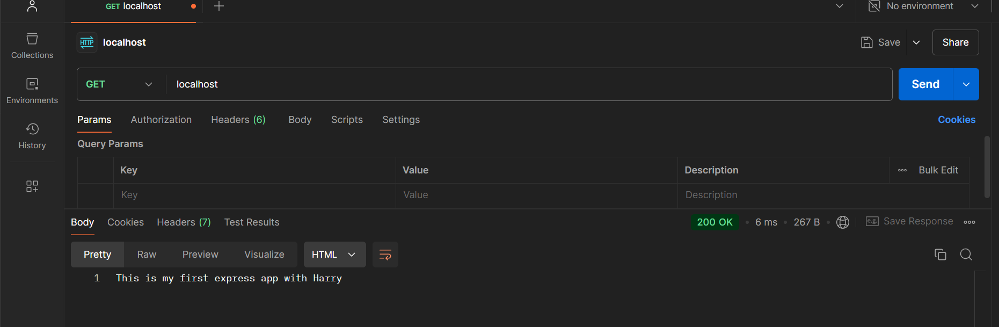 GET localhost
No environment
Collections
HTTP localhost
Save
Share
GET localhost
Send
Environments
Params Authorization Headers (6) Body Scripts Settings
Cookies
History
Query Params
Key Value Description Bulk Edit
Key Value Description
Body Cookies Headers (7) Test Results
200 OK • 6 ms • 267 B •
e.g. Save Response
Pretty Raw Preview Visualize HTML
1 This is my first express app with Harry